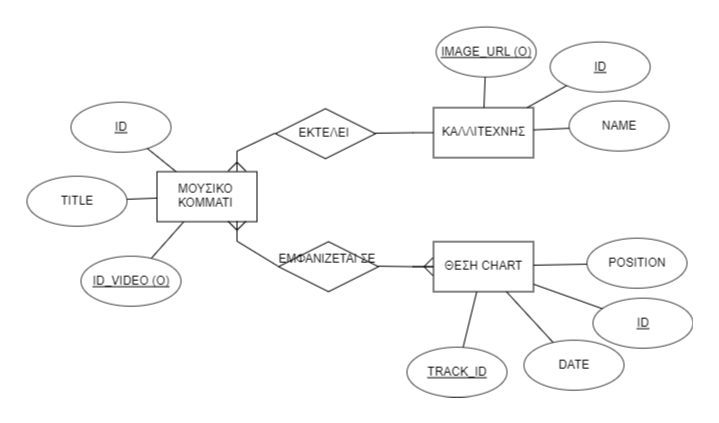 IMAGE_URL (O)
ID
ID
ΕΚΤΕΛΕΙ
ΚΑΛΛΙΤΕΧΝΗΣ
NAME
TITLE
ΜΟΥΣΙΚΟ
ΚΟΜΜΑΤΙ
ID_VIDEO (O)
ΕΜΦΑΝΙΖΕΤΑΙ ΣΕ
ΘΕΣΗ CHART
POSITION
ID
TRACK_ID
DATE